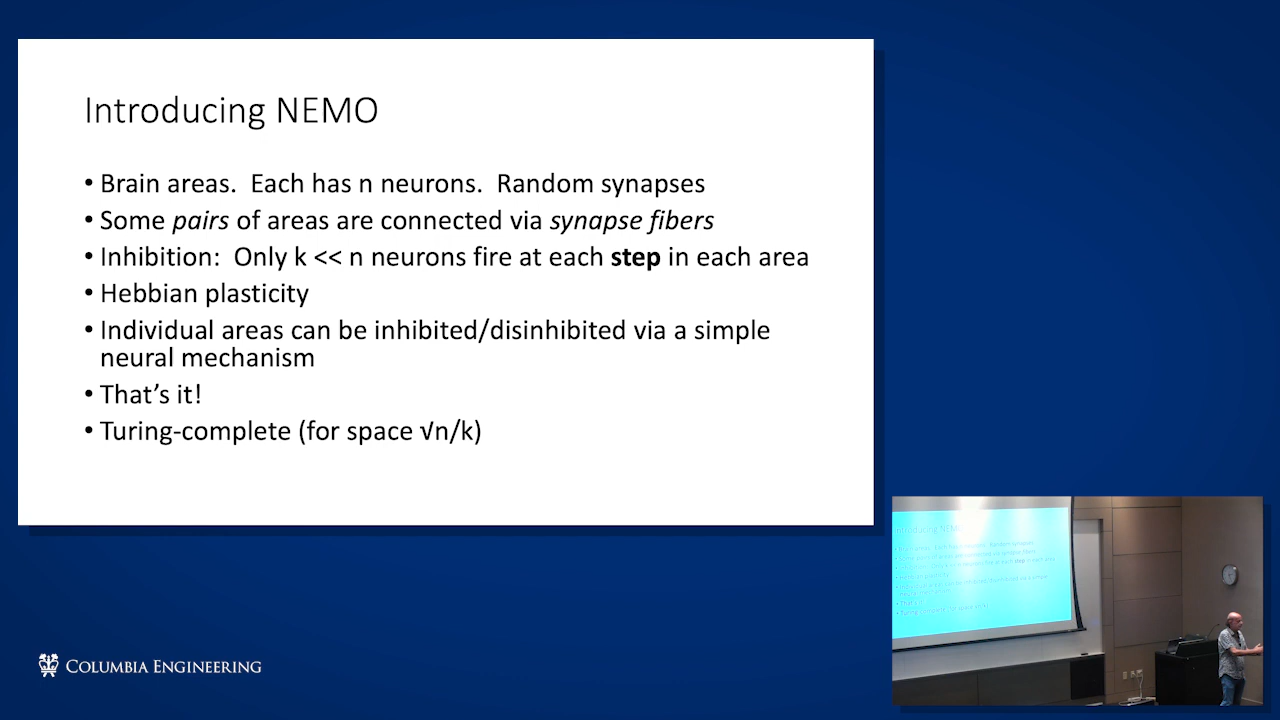 Introducing NEMO
• Brain areas.  Each has n neurons.  Random synapses
• Some pairs of areas are connected via synapse fibers
• Inhibition:  Only k << n neurons fire at each step in each area
• Hebbian plasticity
• Individual areas can be inhibited/disinhibited via a simple
neural mechanism
• That’s it!
• Turing-complete (for space √n/k)
COLUMBIA ENGINEERING